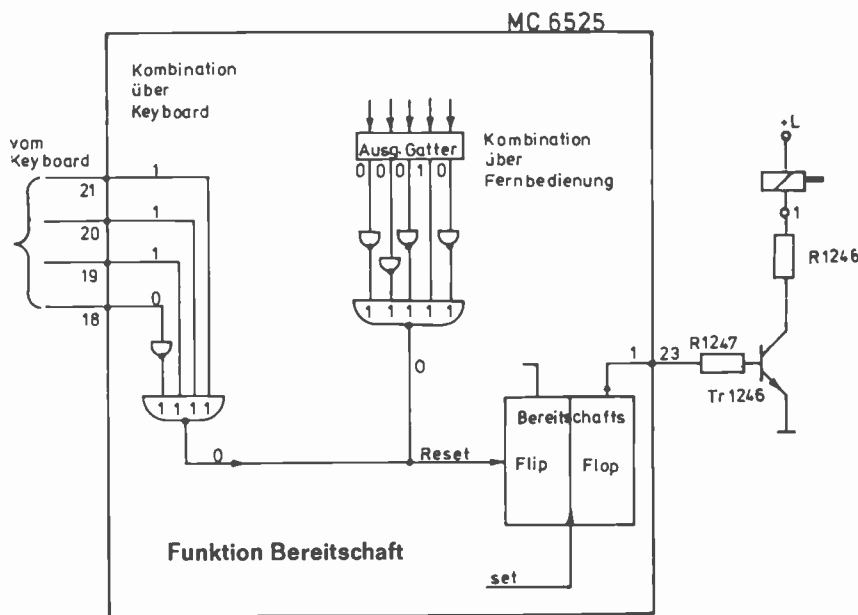 MC 6525
Kombination
über
Keyboard
vom
Keyboard
21
1
20
1
19
1
18
0
1 1 1 1
0
Ausg. Gatter
0 0 0 1 0
Kombination
über
Fernbedienung
1 1 1 1 1
0
Reset
Bereitschafts
Flip
Flop
set
1
23
R1247
Tr 1246
+L
1
R1246
Funktion Bereitschaft